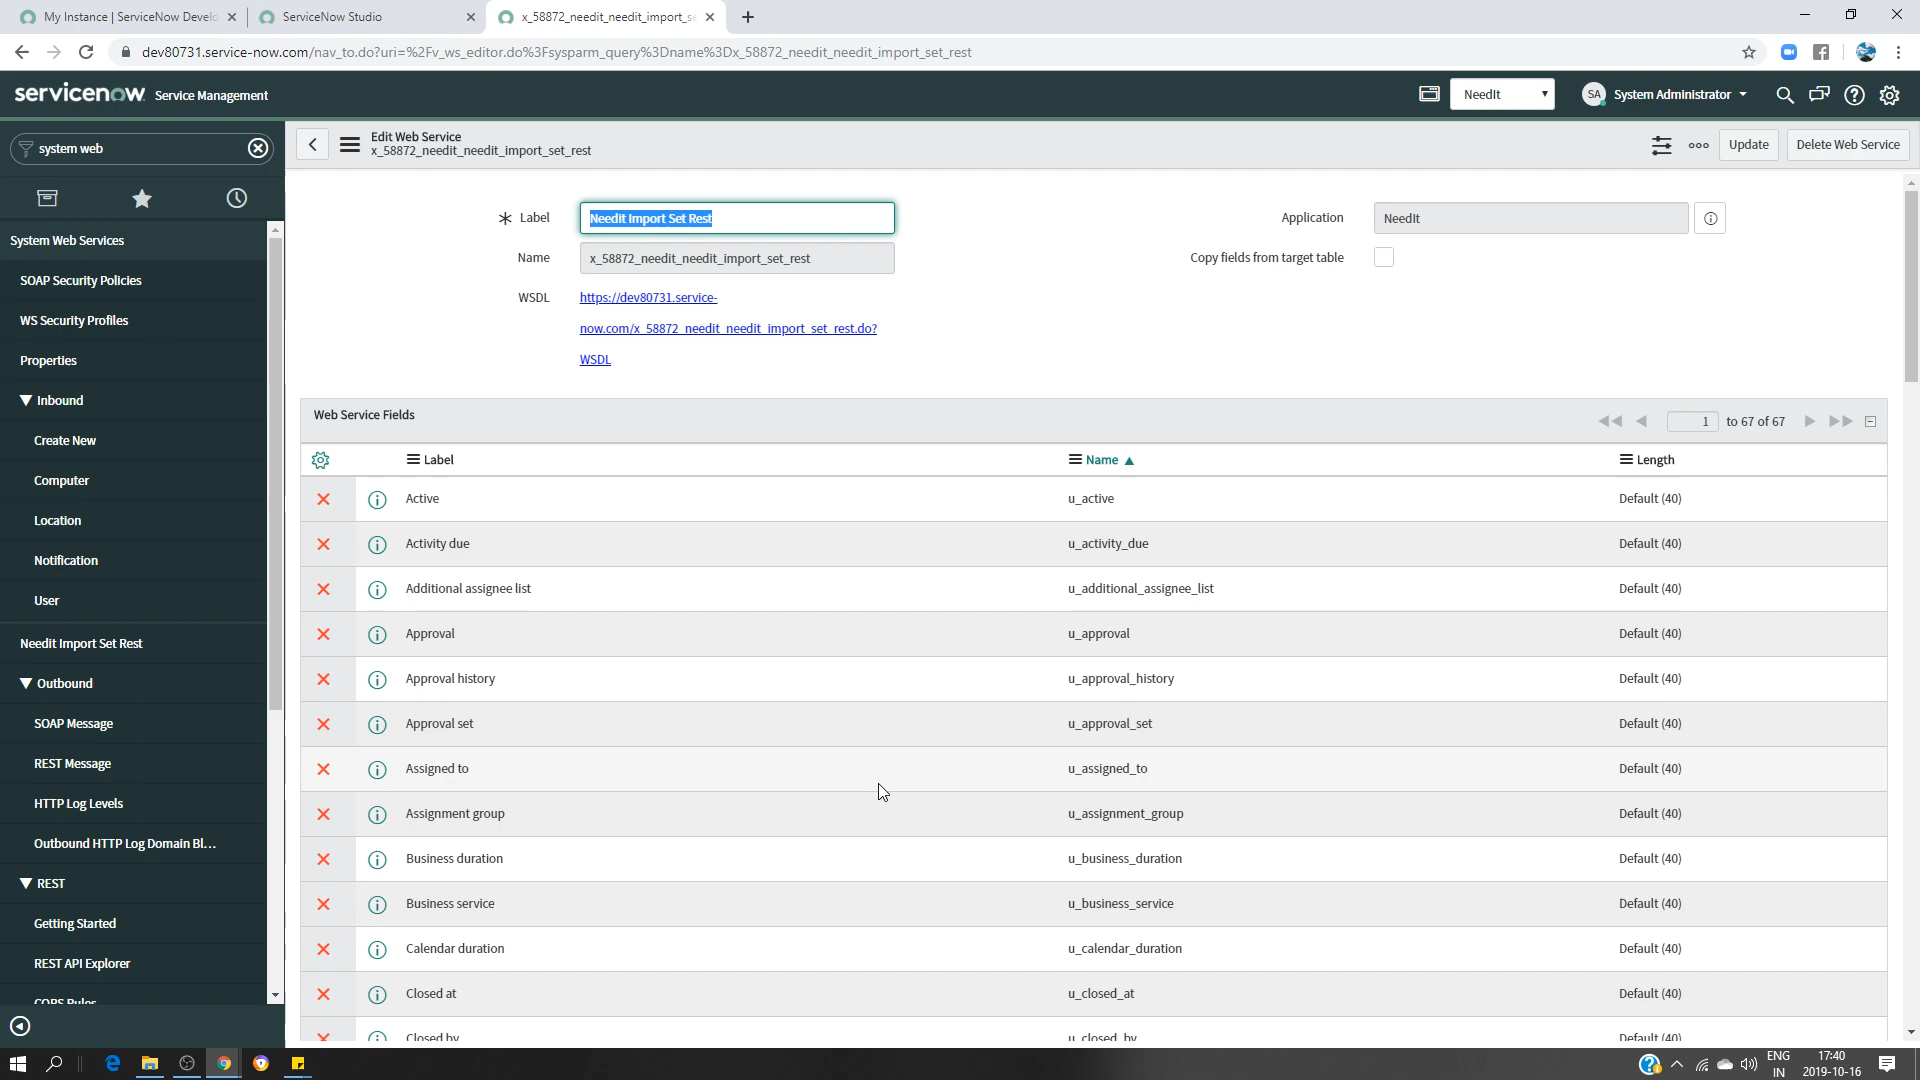 My Instance | ServiceNow Develo
ServiceNow Studio
x_58872_needit_needit_import_se
dev80731.service-now.com/nav_to.do?uri=%2Fv_ws_editor.do%3Fsysparm_query%3Dname%3Dx_58872_needit_needit_import_set_rest
servicenow Service Management
NeedIt
SA System Administrator
system web
Edit Web Service
x_58872_needit_needit_import_set_rest
Update
Delete Web Service
System Web Services
SOAP Security Policies
WS Security Profiles
Properties
Inbound
Create New
Computer
Location
Notification
User
Needit Import Set Rest
Outbound
SOAP Message
REST Message
HTTP Log Levels
Outbound HTTP Log Domain Bl...
REST
Getting Started
REST API Explorer
CORS Rules
Label Needit Import Set Rest
Application NeedIt
Name x_58872_needit_needit_import_set_rest
Copy fields from target table
WSDL https://dev80731.service-
now.com/x_58872_needit_needit_import_set_rest.do?
WSDL
Web Service Fields
1 to 67 of 67
Label Name Length
Active u_active Default (40)
Activity due u_activity_due Default (40)
Additional assignee list u_additional_assignee_list Default (40)
Approval u_approval Default (40)
Approval history u_approval_history Default (40)
Approval set u_approval_set Default (40)
Assigned to u_assigned_to Default (40)
Assignment group u_assignment_group Default (40)
Business duration u_business_duration Default (40)
Business service u_business_service Default (40)
Calendar duration u_calendar_duration Default (40)
Closed at u_closed_at Default (40)
Closed by u_closed_by Default (40)
ENG
IN
17:40
2019-10-16